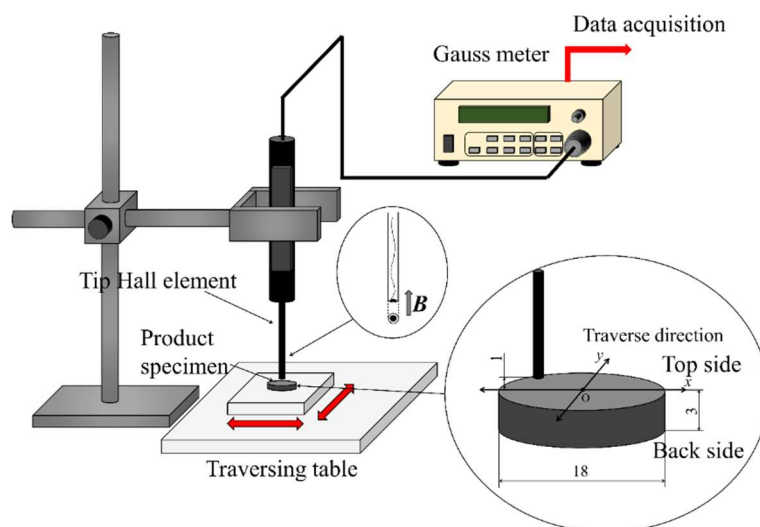 Data acquisition
Gauss meter
Tip Hall element
B
Product
specimen
Traverse direction
1
y
Top side
x
O
3
Back side
Traversing table
18